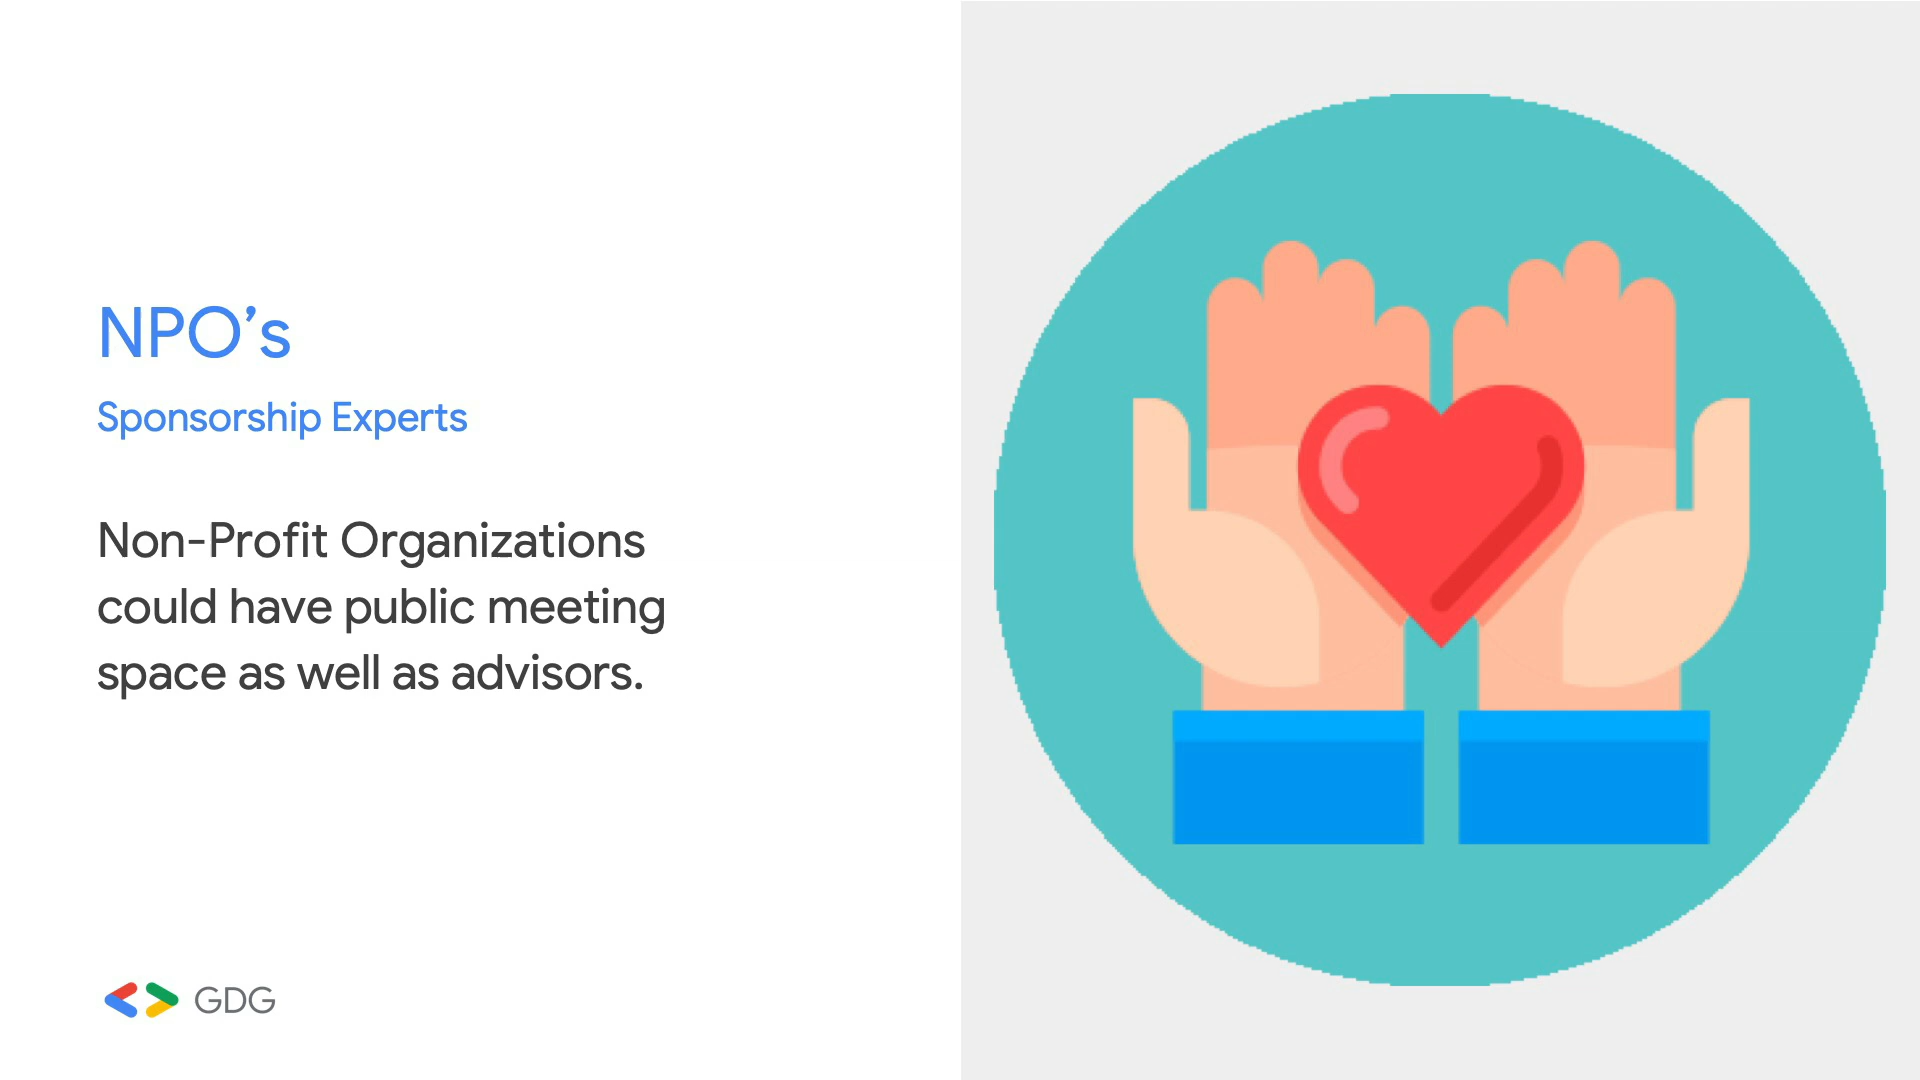 NPO’s
Sponsorship Experts
Non-Profit Organizations
could have public meeting
space as well as advisors.
GDG